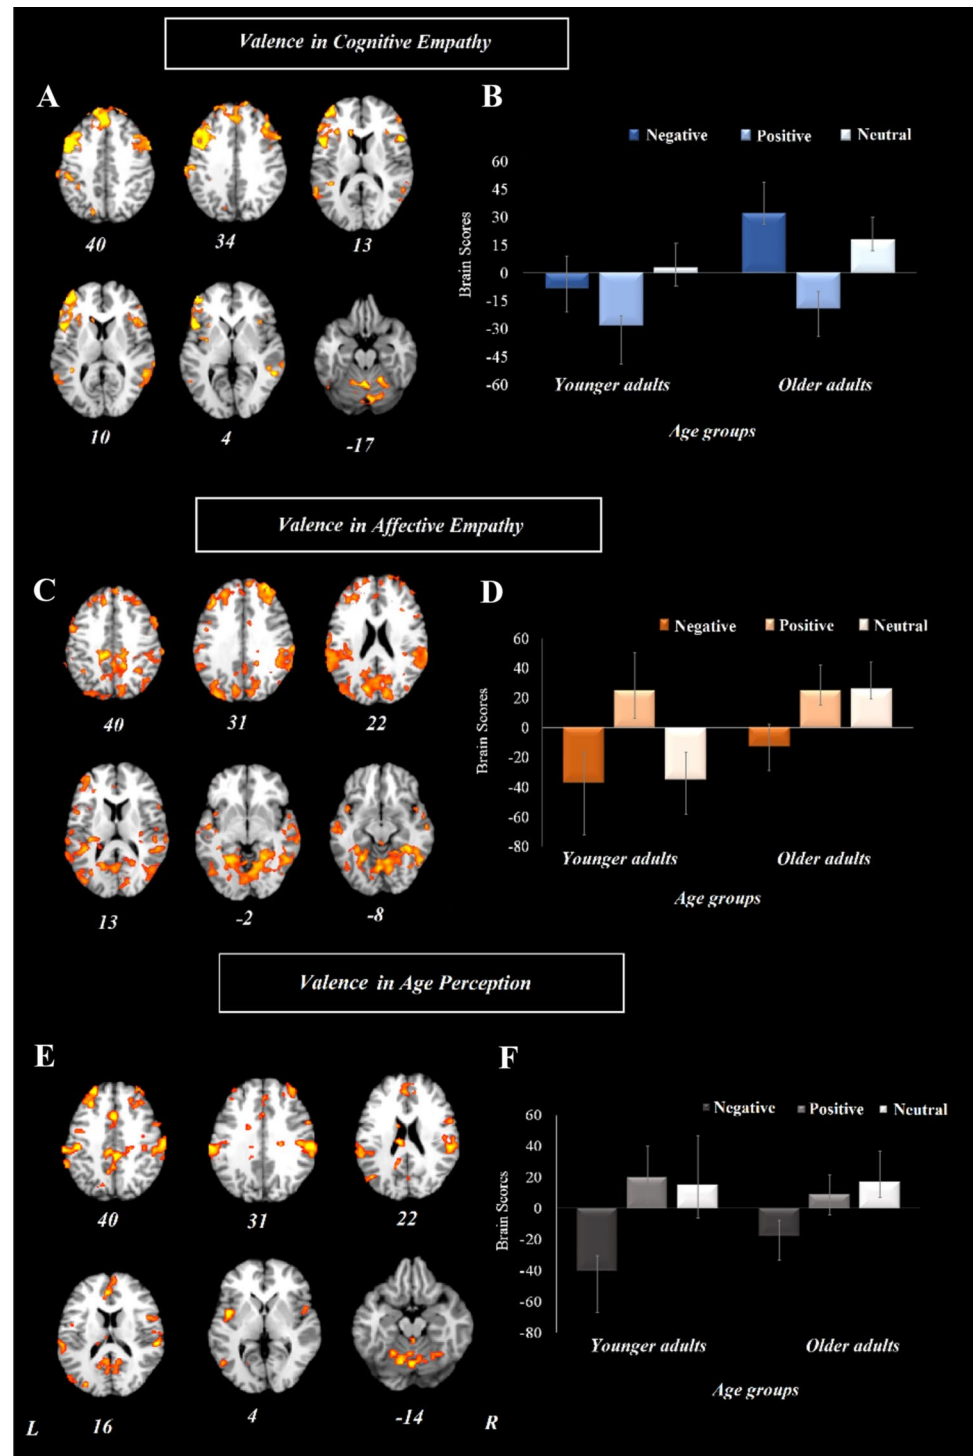 Valence in Cognitive Empathy
A
40
34
13
10
4
-17
B
Negative
Positive
Neutral
60
45
30
15
0
-15
-30
-45
-60
Brain Scores
Younger adults
Older adults
Age groups
Valence in Affective Empathy
C
40
31
22
13
-2
-8
D
Negative
Positive
Neutral
60
40
20
0
-20
-40
-60
-80
Brain Scores
Younger adults
Older adults
Age groups
Valence in Age Perception
E
40
31
22
16
4
-14
L
R
F
Negative
Positive
Neutral
60
40
20
0
-20
-40
-60
-80
Brain Scores
Younger adults
Older adults
Age groups